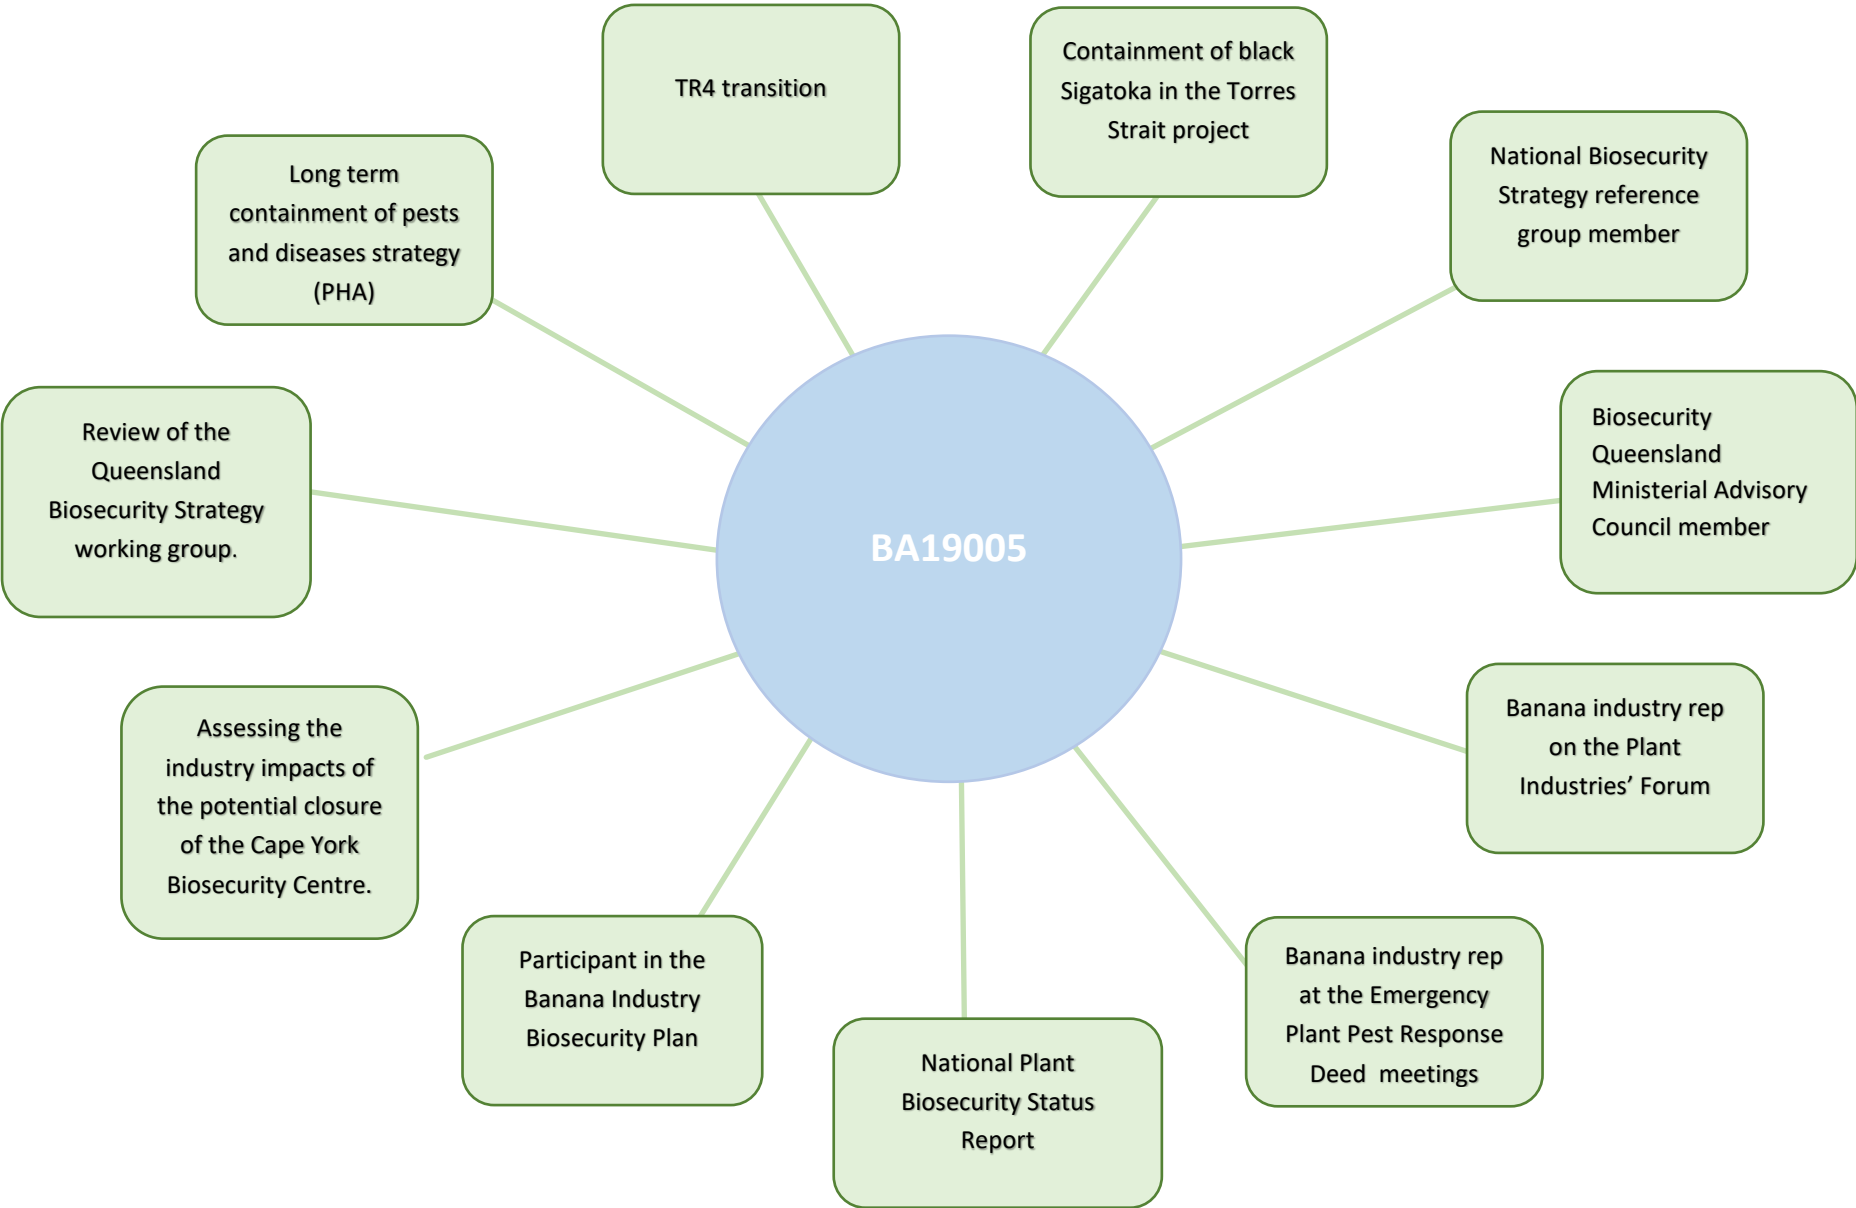 TR4 transition
Containment of black
Sigatoka in the Torres
Strait project
National Biosecurity
Strategy reference
group member
Long term
containment of pests
and diseases strategy
(PHA)
Biosecurity
Queensland
Ministerial Advisory
Council member
Review of the
Queensland
Biosecurity Strategy
working group.
BA19005
Banana industry rep
on the Plant
Industries’ Forum
Assessing the
industry impacts of
the potential closure
of the Cape York
Biosecurity Centre.
Participant in the
Banana Industry
Biosecurity Plan
National Plant
Biosecurity Status
Report
Banana industry rep
at the Emergency
Plant Pest Response
Deed  meetings